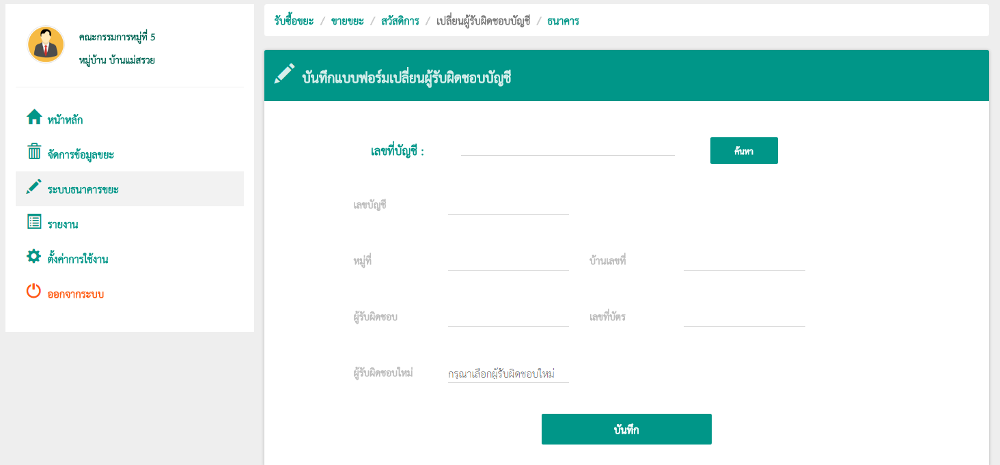 คณะกรรมการหมู่ที่ 5
หมู่บ้าน บ้านแม่สรวย
หน้าหลัก
จัดการข้อมูลขยะ
ระบบธนาคารขยะ
รายงาน
ตั้งค่าการใช้งาน
ออกจากระบบ
รับซื้อขยะ / ขายขยะ / สวัสดิการ / เปลี่ยนผู้รับผิดชอบบัญชี / ธนาคาร
บันทึกแบบฟอร์มเปลี่ยนผู้รับผิดชอบบัญชี
เลขที่บัญชี : ค้นหา
เลขบัญชี
หมู่ที่ บ้านเลขที่
ผู้รับผิดชอบ เลขที่บัตร
ผู้รับผิดชอบใหม่ กรุณาเลือกผู้รับผิดชอบใหม่
บันทึก